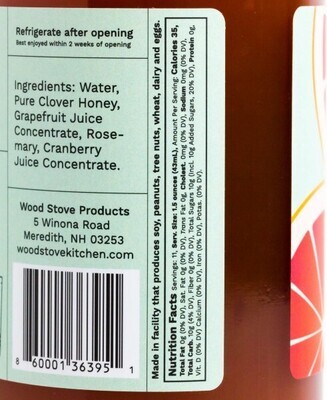 Refrigerate after opening
Best enjoyed within 2 weeks of opening
Ingredients: Water,
Pure Clover Honey,
Grapefruit Juice
Concentrate, Rose-
mary, Cranberry
Juice Concentrate.
Wood Stove Products
5 Winona Road
Meredith, NH 03253
woodstovekitchen.com
8 60001 36395 1
Made in facility that produces soy, peanuts, tree nuts, wheat, dairy and eggs.
Nutrition Facts Servings: 11, Serv. Size: 1.5 ounces (43mL), Amount Per Serving: Calories 35,
Total Fat 0g (0% DV), Sat. Fat 0g (0% DV), Trans Fat 0g, Cholest. 0mg (0% DV), Sodium 0mg (0% DV),
Total Carb. 10g (4% DV), Fiber 0g (0% DV), Total Sugars 10g (Incl. 10g Added Sugars, 20% DV), Protein 0g,
Vit. D (0% DV) Calcium (0% DV), Iron (0% DV), Potas. (0% DV).